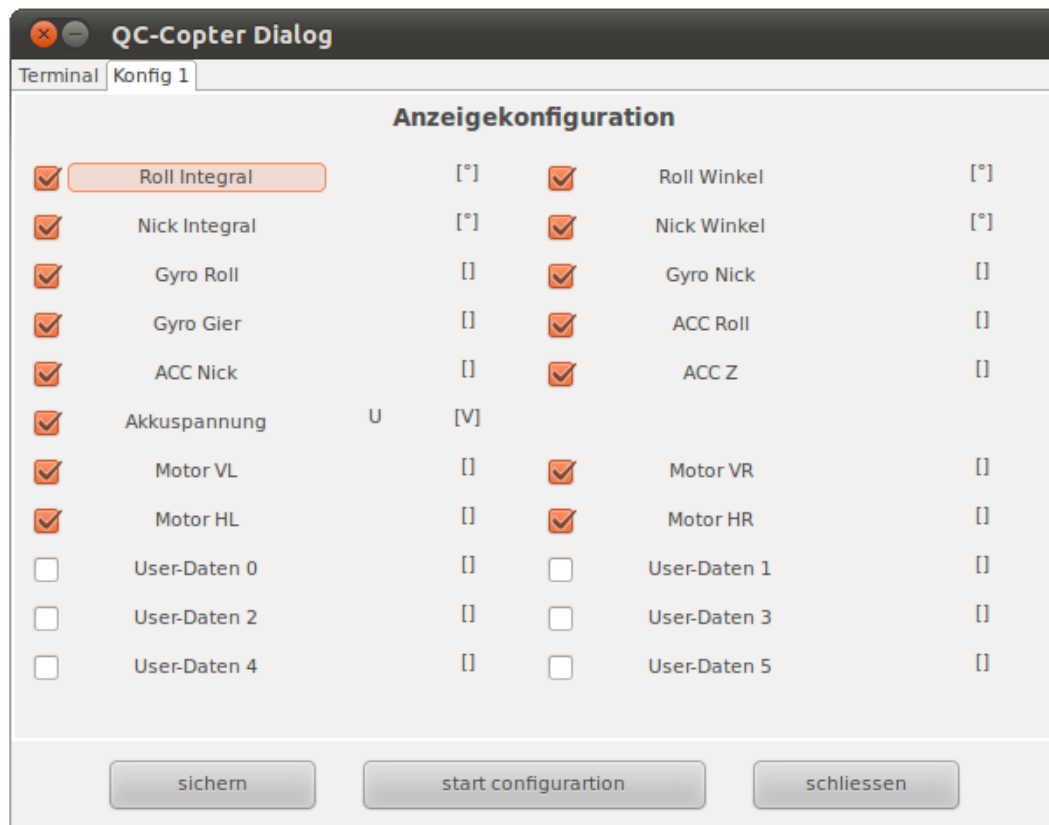 QC-Copter Dialog
Terminal Konfig 1
Anzeigekonfiguration
Roll Integral [°] Roll Winkel [°]
Nick Integral [°] Nick Winkel [°]
Gyro Roll [] Gyro Nick []
Gyro Gier [] ACC Roll []
ACC Nick [] ACC Z []
Akkuspannung U [V]
Motor VL [] Motor VR []
Motor HL [] Motor HR []
User-Daten 0 [] User-Daten 1 []
User-Daten 2 [] User-Daten 3 []
User-Daten 4 [] User-Daten 5 []
sichern start configurartion schliessen